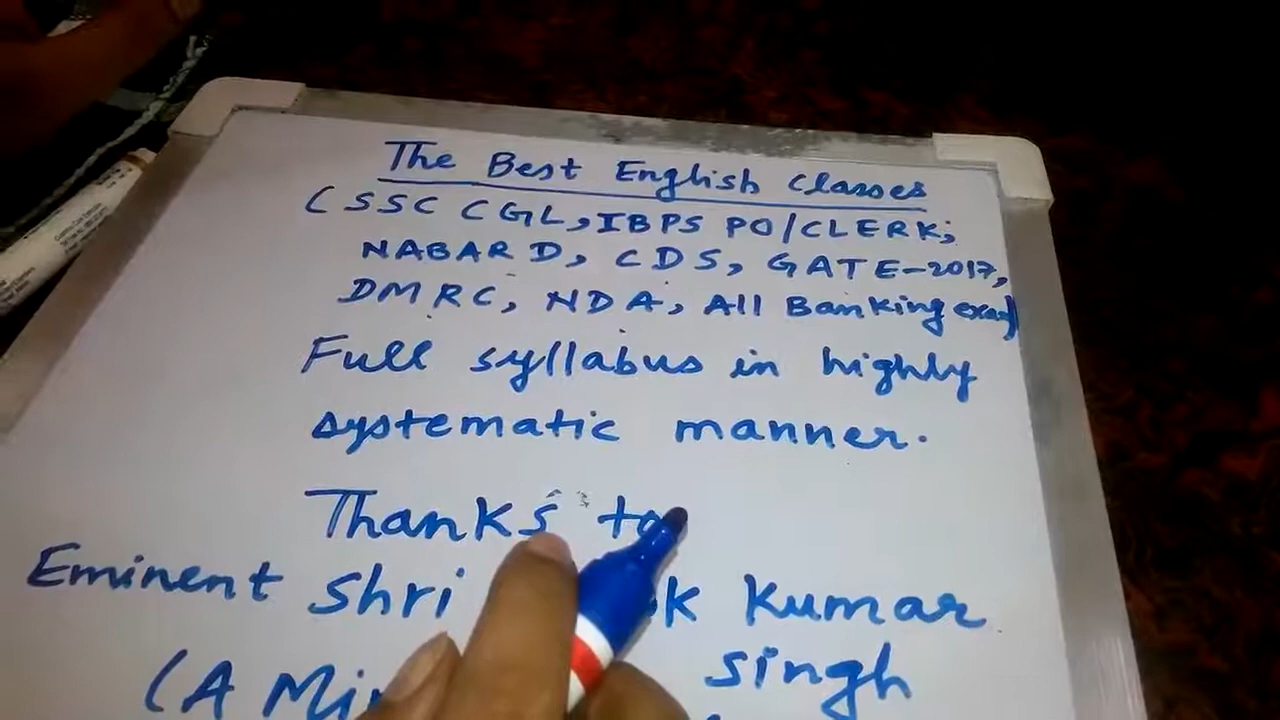 The Best English Classes
(SSC CGL, IBPS PO/CLERK,
NABARD, CDS, GATE-2017,
DMRC, NDA, All Banking exam)
Full syllabus in highly
systematic manner.
Thanks to
Eminent Shri Kumar
Singh
(A